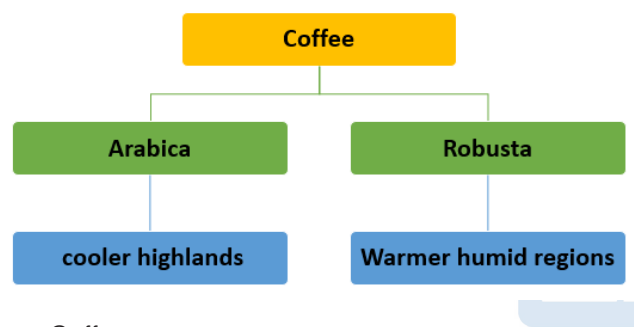 Coffee
Arabica
Robusta
cooler highlands
Warmer humid regions